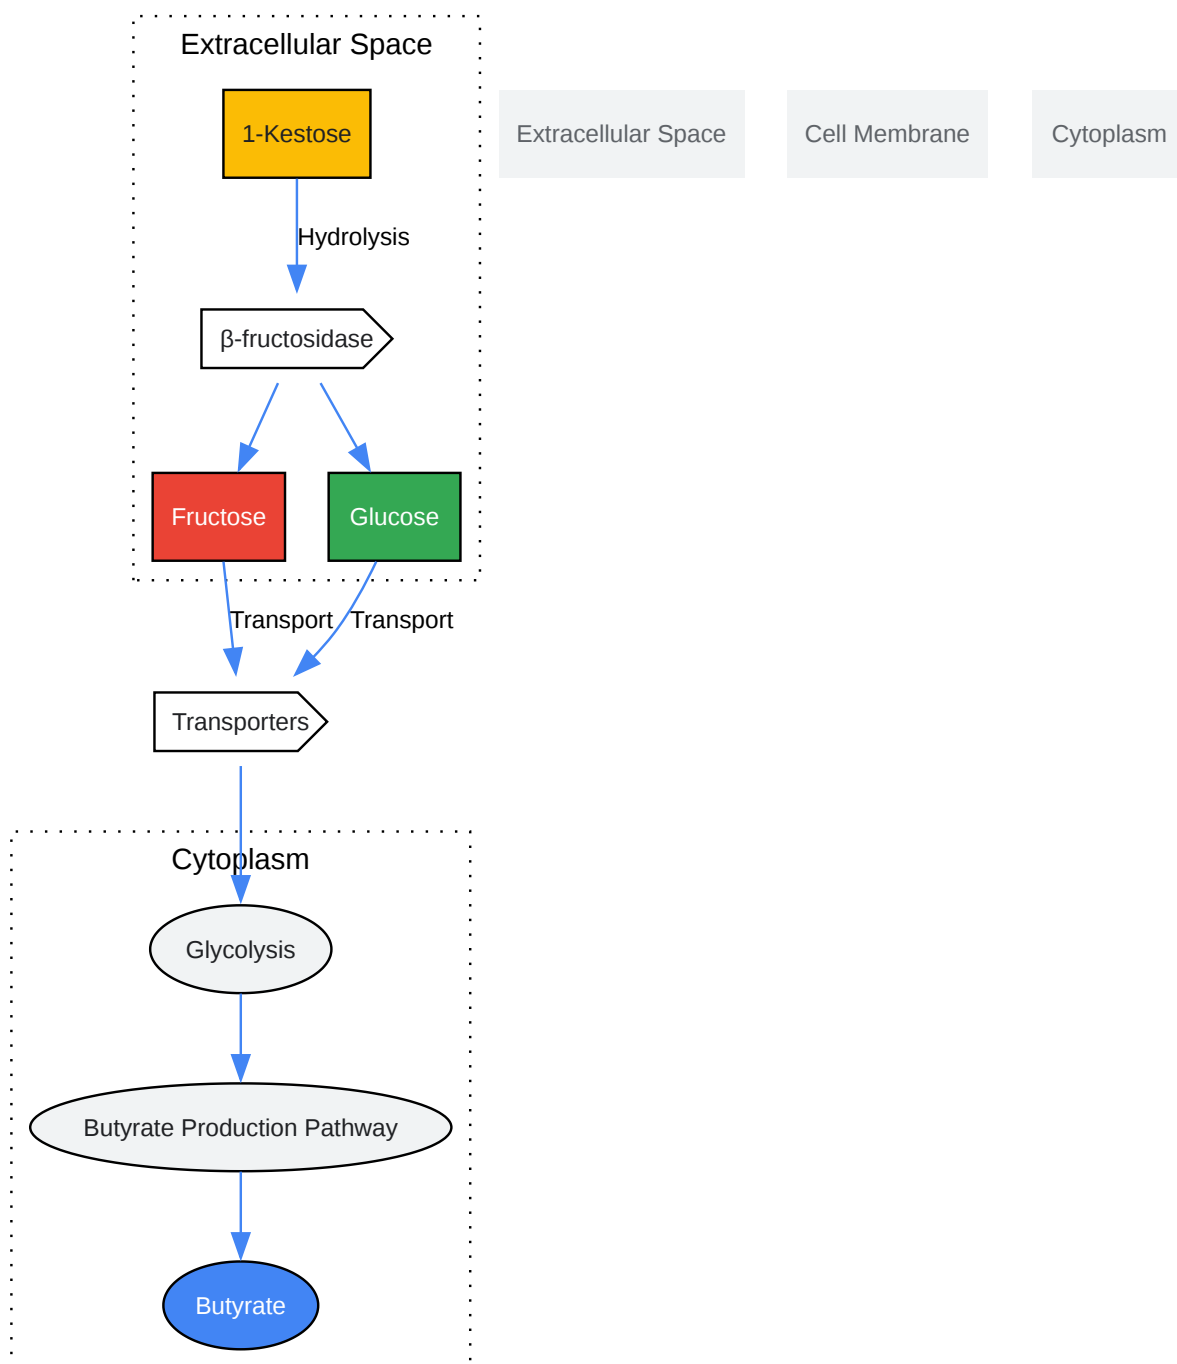 Extracellular Space
1-Kestose
Extracellular Space
Cell Membrane
Cytoplasm
Hydrolysis
β-fructosidase
Fructose
Glucose
Transport
Transport
Transporters
Cytoplasm
Glycolysis
Butyrate Production Pathway
Butyrate